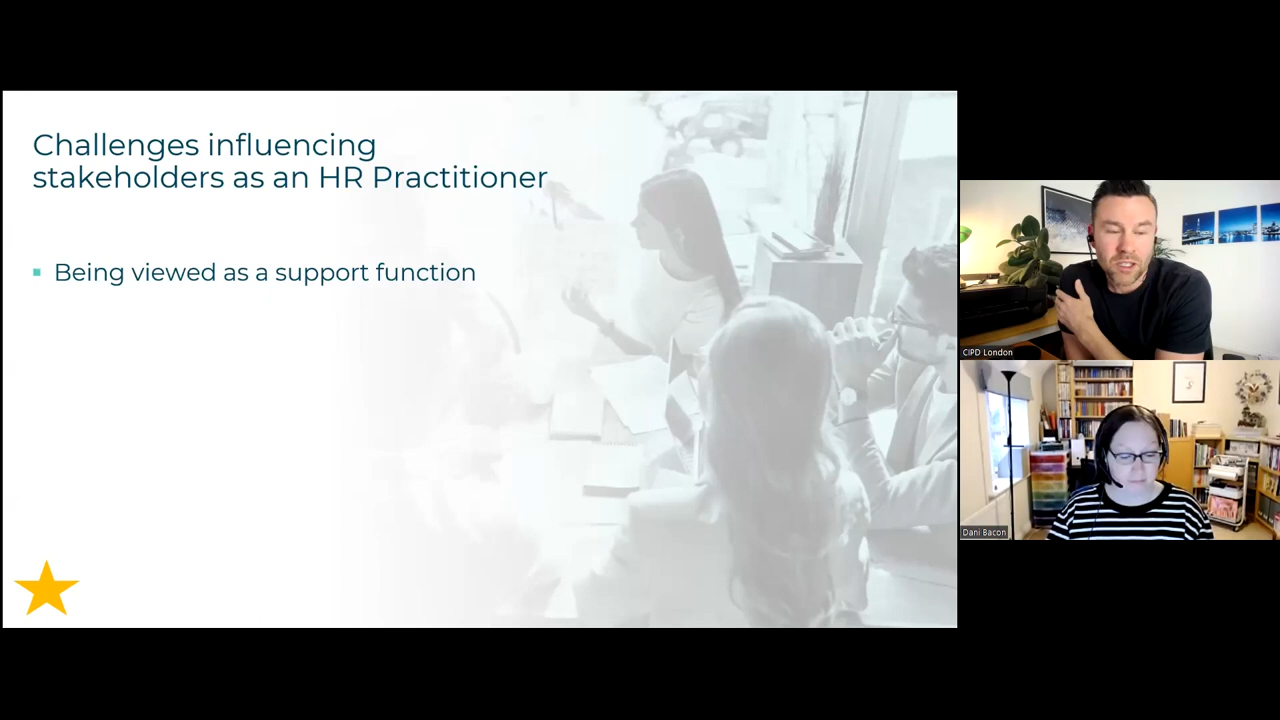 Challenges influencing
stakeholders as an HR Practitioner
Being viewed as a support function
CIPD London
Dani Bacon